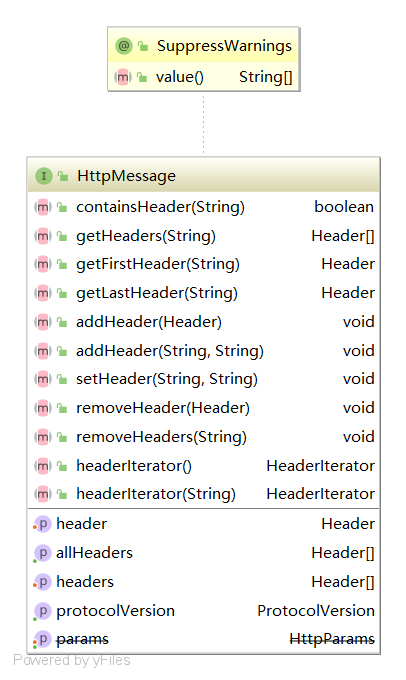 @ SuppressWarnings
m value() String[]
I HttpMessage
m containsHeader(String) boolean
m getHeaders(String) Header[]
m getFirstHeader(String) Header
m getLastHeader(String) Header
m addHeader(Header) void
m addHeader(String, String) void
m setHeader(String, String) void
m removeHeader(Header) void
m removeHeaders(String) void
m headerIterator() HeaderIterator
m headerIterator(String) HeaderIterator
p header Header
p allHeaders Header[]
p headers Header[]
p protocolVersion ProtocolVersion
p params HttpParams
Powered by yFiles